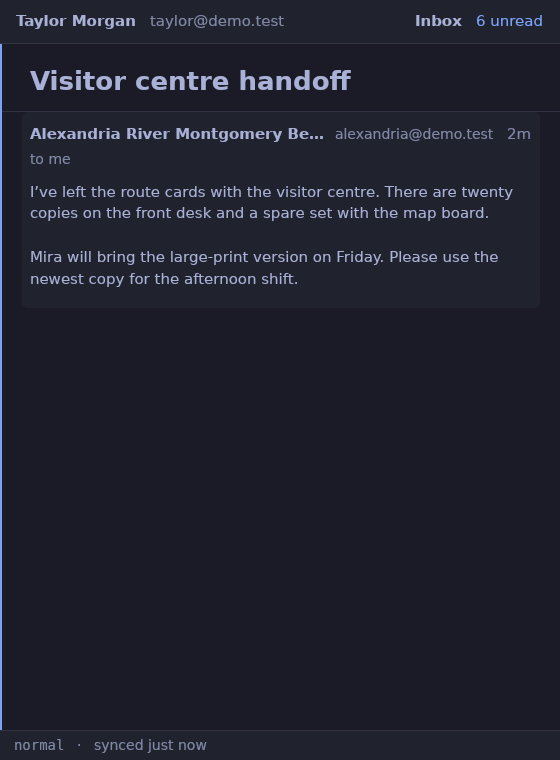 Taylor Morgan taylor@demo.test Inbox 6 unread
Visitor centre handoff
Alexandria River Montgomery Be… alexandria@demo.test 2m
to me
I’ve left the route cards with the visitor centre. There are twenty
copies on the front desk and a spare set with the map board.
Mira will bring the large-print version on Friday. Please use the
newest copy for the afternoon shift.
normal · synced just now